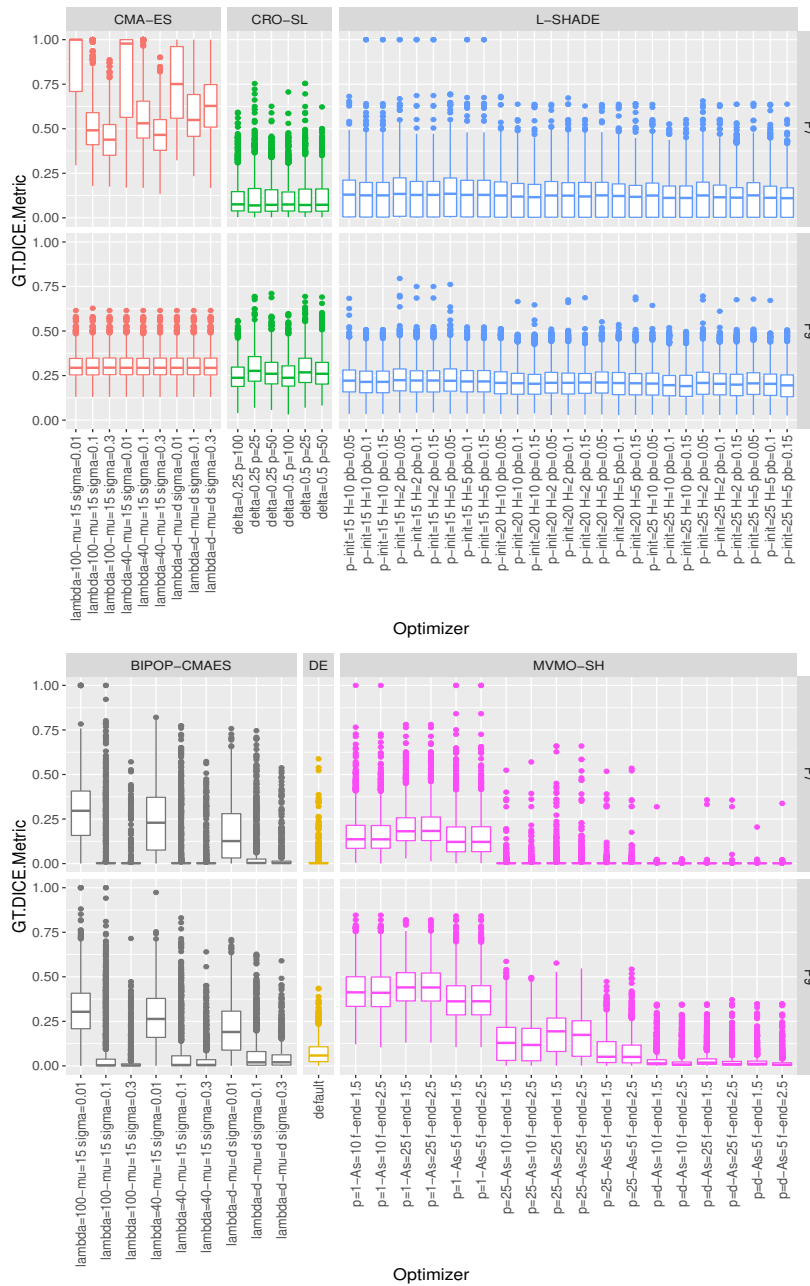 CMA−ES
CRO−SL
L−SHADE
GT.DICE.Metric
1.00
0.75
0.50
0.25
0.00
1.00
0.75
0.50
0.25
0.00
lambda=100−mu=15 sigma=0.01
lambda=100−mu=15 sigma=0.1
lambda=100−mu=15 sigma=0.3
lambda=40−mu=15 sigma=0.01
lambda=40−mu=15 sigma=0.1
lambda=40−mu=15 sigma=0.3
lambda=d−mu=d sigma=0.01
lambda=d−mu=d sigma=0.1
lambda=d−mu=d sigma=0.3
delta=0.25 p=100
delta=0.25 p=25
delta=0.25 p=50
delta=0.5 p=100
delta=0.5 p=25
delta=0.5 p=50
p−init=15 H=10 pb=0.05
p−init=15 H=10 pb=0.1
p−init=15 H=10 pb=0.15
p−init=15 H=2 pb=0.05
p−init=15 H=2 pb=0.1
p−init=15 H=2 pb=0.15
p−init=15 H=5 pb=0.05
p−init=15 H=5 pb=0.1
p−init=15 H=5 pb=0.15
p−init=20 H=10 pb=0.05
p−init=20 H=10 pb=0.1
p−init=20 H=10 pb=0.15
p−init=20 H=2 pb=0.05
p−init=20 H=2 pb=0.1
p−init=20 H=2 pb=0.15
p−init=20 H=5 pb=0.05
p−init=20 H=5 pb=0.1
p−init=20 H=5 pb=0.15
p−init=25 H=10 pb=0.05
p−init=25 H=10 pb=0.1
p−init=25 H=10 pb=0.15
p−init=25 H=2 pb=0.05
p−init=25 H=2 pb=0.1
p−init=25 H=2 pb=0.15
p−init=25 H=5 pb=0.05
p−init=25 H=5 pb=0.1
p−init=25 H=5 pb=0.15
Optimizer
BIPOP−CMAES
DE
MVMO−SH
GT.DICE.Metric
1.00
0.75
0.50
0.25
0.00
1.00
0.75
0.50
0.25
0.00
lambda=100−mu=15 sigma=0.01
lambda=100−mu=15 sigma=0.1
lambda=100−mu=15 sigma=0.3
lambda=40−mu=15 sigma=0.01
lambda=40−mu=15 sigma=0.1
lambda=40−mu=15 sigma=0.3
lambda=d−mu=d sigma=0.01
lambda=d−mu=d sigma=0.1
lambda=d−mu=d sigma=0.3
default
p=1−As=10 f−end=1.5
p=1−As=10 f−end=2.5
p=1−As=25 f−end=1.5
p=1−As=25 f−end=2.5
p=1−As=5 f−end=1.5
p=1−As=5 f−end=2.5
p=25−As=10 f−end=1.5
p=25−As=10 f−end=2.5
p=25−As=25 f−end=1.5
p=25−As=25 f−end=2.5
p=25−As=5 f−end=1.5
p=25−As=5 f−end=2.5
p=d−As=10 f−end=1.5
p=d−As=10 f−end=2.5
p=d−As=25 f−end=1.5
p=d−As=25 f−end=2.5
p=d−As=5 f−end=1.5
p=d−As=5 f−end=2.5
Optimizer